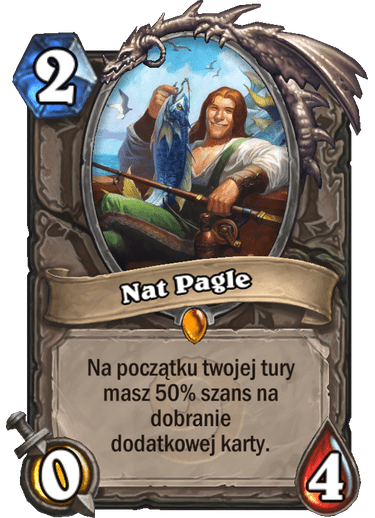 2
Nat Pagle
Na początku twojej tury
masz 50% szans na
dobranie
dodatkowej karty.
0
4